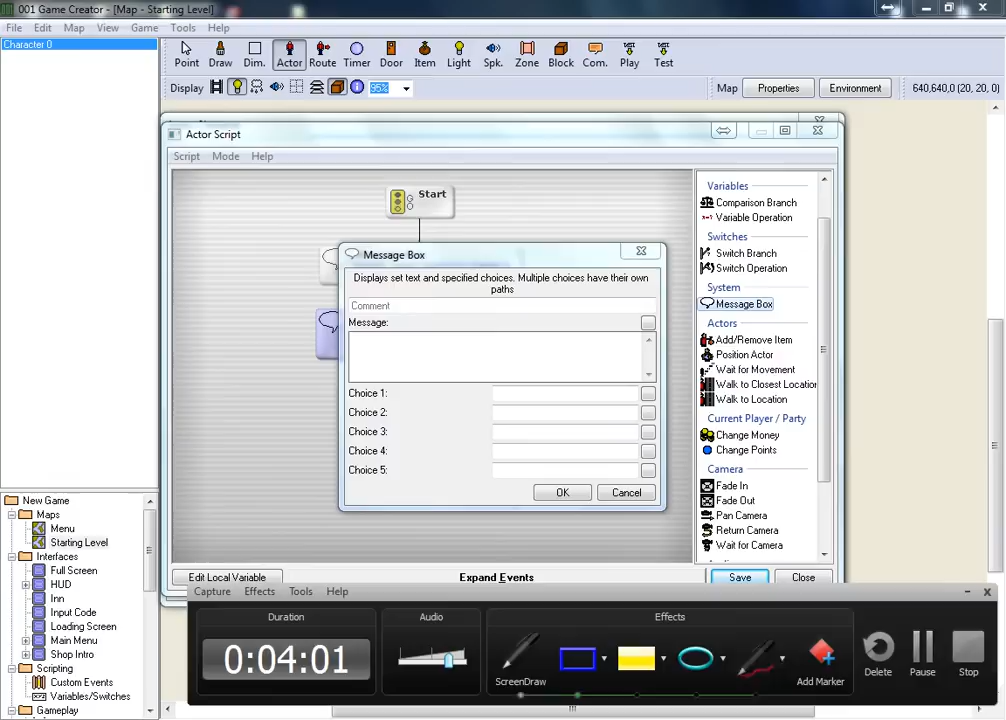 001 Game Creator - [Map - Starting Level]
File Edit Map View Game Tools Help
Character 0
Point Draw Dim. Actor Route Timer Door Item Light Spk. Zone Block Com. Play Test
Display 95% Map Properties Environment 640,640,0 (20, 20, 0)
Actor Script
Script Mode Help
Start
GO
Message Box
Displays set text and specified choices. Multiple choices have their own
paths
Comment
Message:
Choice 1:
Choice 2:
Choice 3:
Choice 4:
Choice 5:
OK Cancel
Variables
Comparison Branch
Variable Operation
Switches
Switch Branch
Switch Operation
System
Message Box
Actors
Add/Remove Item
Position Actor
Wait for Movement
Walk to Closest Location
Walk to Location
Current Player / Party
Change Money
Change Points
Camera
Fade In
Fade Out
Pan Camera
Return Camera
Wait for Camera
Edit Local Variable Expand Events Save Close
New Game
Maps
Menu
Starting Level
Interfaces
Full Screen
HUD
Inn
Input Code
Loading Screen
Main Menu
Shop Intro
Scripting
Custom Events
Variables/Switches
Gameplay
Capture Effects Tools Help
Duration Audio Effects
0:04:01
ScreenDraw Add Marker Delete Pause Stop